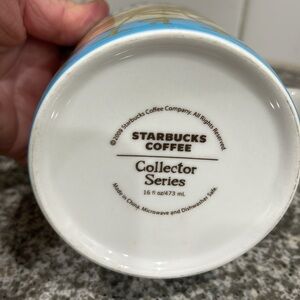 ©2009 Starbucks Coffee Company. All Rights Reserved.
STARBUCKS
COFFEE
Collector
Series
16 fl oz/473 mL
Made in China. Microwave and Dishwasher Safe.